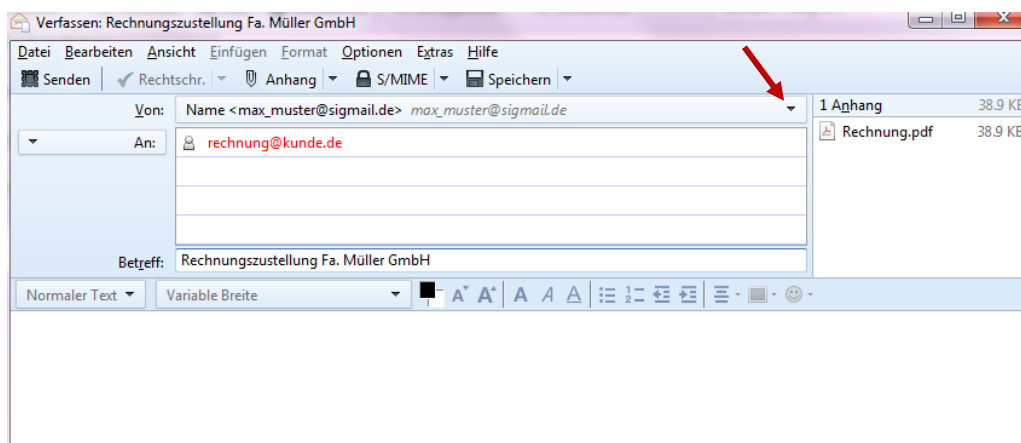 Verfassen: Rechnungszustellung Fa. Müller GmbH
Datei Bearbeiten Ansicht Einfügen Format Optionen Extras Hilfe
Senden Rechtschr. Anhang S/MIME Speichern
Von: Name <max_muster@sigmail.de> max_muster@sigmail.de 1 Anhang 38.9 KE
An: rechnung@kunde.de Rechnung.pdf 38.9 KE
Betreff: Rechnungszustellung Fa. Müller GmbH
Normaler Text Variable Breite A A A A A